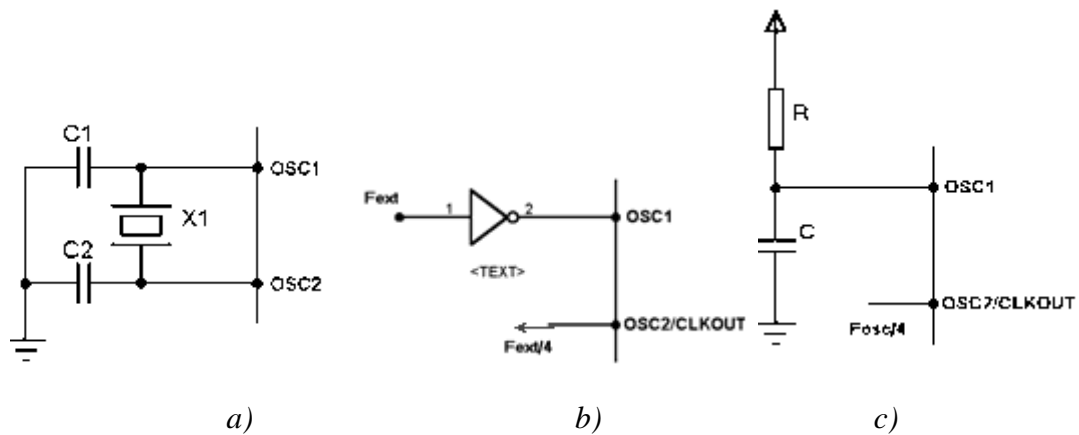 C1
OSC1
X1
C2
OSC2
a)
Fext
1
2
OSC1
<TEXT>
OSC2/CLKOUT
Fext/4
b)
R
OSC1
C
OSC2/CLKOUT
Fosc/4
c)